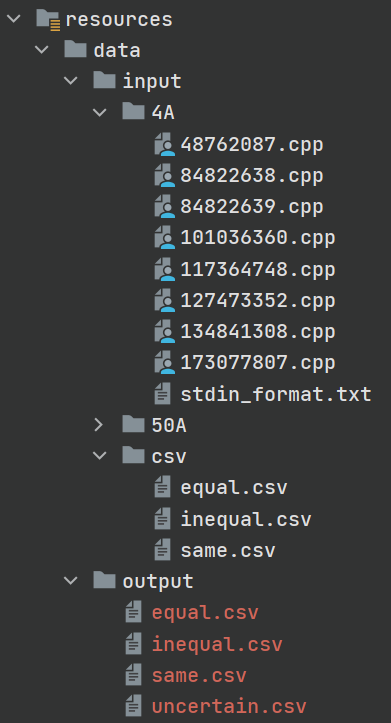 resources
data
input
4A
48762087.cpp
84822638.cpp
84822639.cpp
101036360.cpp
117364748.cpp
127473352.cpp
134841308.cpp
173077807.cpp
stdin_format.txt
50A
csv
equal.csv
inequal.csv
same.csv
output
equal.csv
inequal.csv
same.csv
uncertain.csv